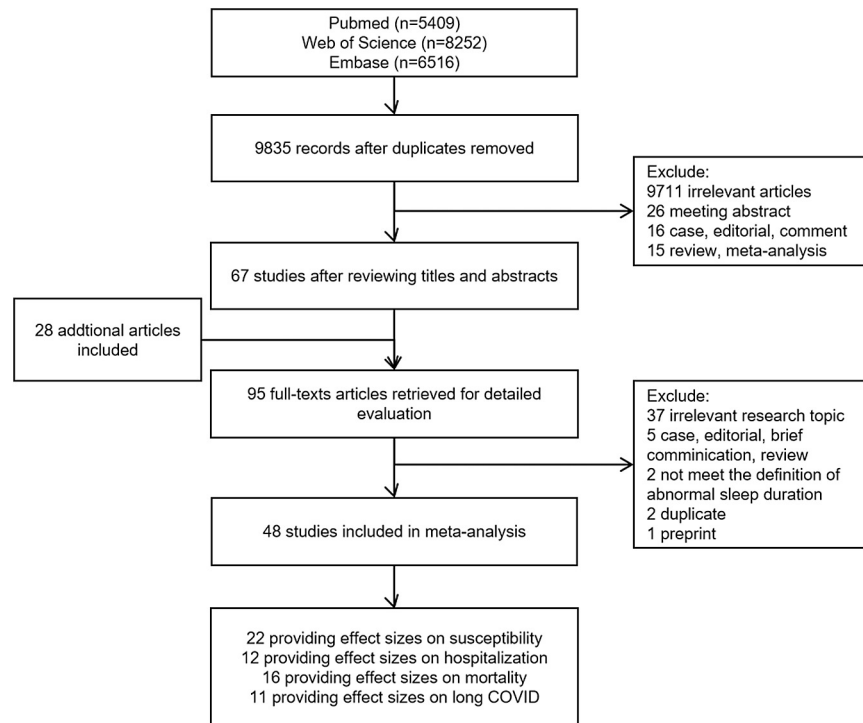 Pubmed (n=5409)
Web of Science (n=8252)
Embase (n=6516)
9835 records after duplicates removed
Exclude:
9711 irrelevant articles
26 meeting abstract
16 case, editorial, comment
15 review, meta-analysis
67 studies after reviewing titles and abstracts
28 addtional articles
included
95 full-texts articles retrieved for detailed
evaluation
Exclude:
37 irrelevant research topic
5 case, editorial, brief
comminication, review
2 not meet the definition of
abnormal sleep duration
2 duplicate
1 preprint
48 studies included in meta-analysis
22 providing effect sizes on susceptibility
12 providing effect sizes on hospitalization
16 providing effect sizes on mortality
11 providing effect sizes on long COVID